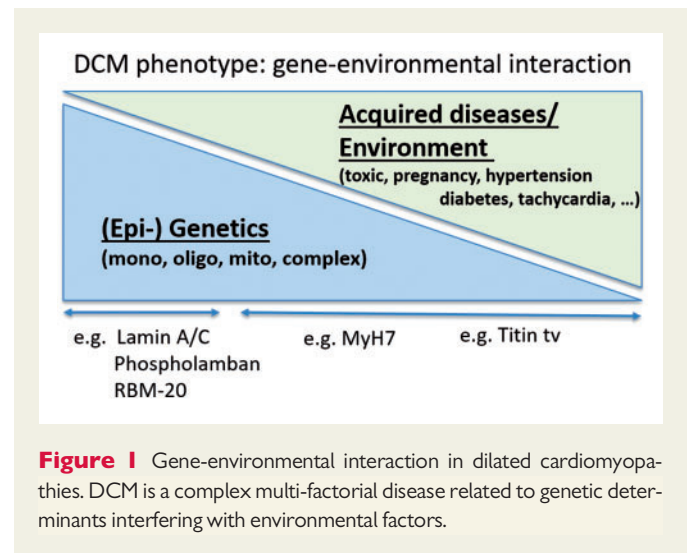 DCM phenotype: gene-environmental interaction
Acquired diseases/
Environment
(toxic, pregnancy, hypertension
diabetes, tachycardia, ...)
(Epi-) Genetics
(mono, oligo, mito, complex)
e.g. Lamin A/C
Phospholamban
RBM-20
e.g. MyH7
e.g. Titin tv
Figure 1 Gene-environmental interaction in dilated cardiomyopa-
thies. DCM is a complex multi-factorial disease related to genetic deter-
minants interfering with environmental factors.